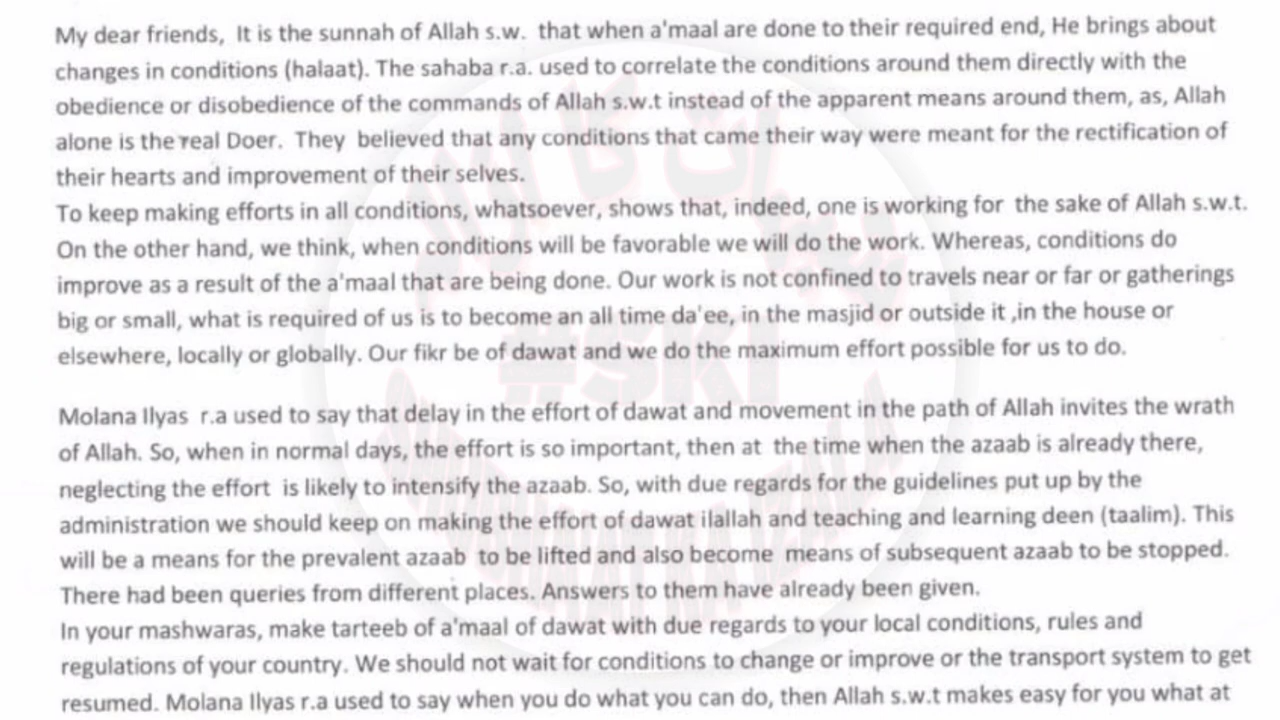 My dear friends,  It is the sunnah of Allah s.w.  that when a'maal are done to their required end, He brings about
changes in conditions (halaat). The sahaba r.a. used to correlate the conditions around them directly with the
obedience or disobedience of the commands of Allah s.w.t instead of the apparent means around them, as, Allah
alone is the real Doer.  They  believed that any conditions that came their way were meant for the rectification of
their hearts and improvement of their selves.
To keep making efforts in all conditions, whatsoever, shows that, indeed, one is working for  the sake of Allah s.w.t.
On the other hand, we think, when conditions will be favorable we will do the work. Whereas, conditions do
improve as a result of the a'maal that are being done. Our work is not confined to travels near or far or gatherings
big or small, what is required of us is to become an all time da'ee, in the masjid or outside it ,in the house or
elsewhere, locally or globally. Our fikr be of dawat and we do the maximum effort possible for us to do.
Molana Ilyas  r.a used to say that delay in the effort of dawat and movement in the path of Allah invites the wrath
of Allah. So, when in normal days, the effort is so important, then at  the time when the azaab is already there,
neglecting the effort  is likely to intensify the azaab. So, with due regards for the guidelines put up by the
administration we should keep on making the effort of dawat ilallah and teaching and learning deen (taalim). This
will be a means for the prevalent azaab  to be lifted and also become  means of subsequent azaab to be stopped.
There had been queries from different places. Answers to them have already been given.
In your mashwaras, make tarteeb of a'maal of dawat with due regards to your local conditions, rules and
regulations of your country. We should not wait for conditions to change or improve or the transport system to get
resumed. Molana Ilyas r.a used to say when you do what you can do, then Allah s.w.t makes easy for you what at
#SKI